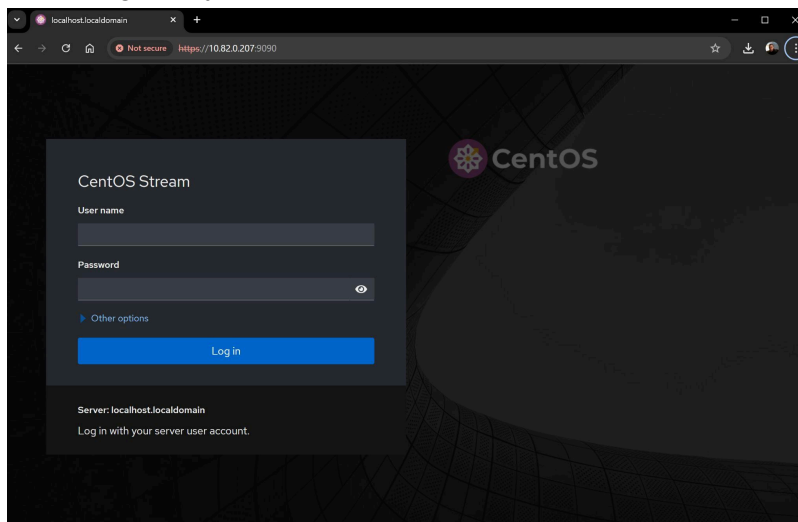 localhost.localdomain
Not secure https://10.82.0.207:9090
CentOS
CentOS Stream
User name
Password
Other options
Log in
Server: localhost.localdomain
Log in with your server user account.